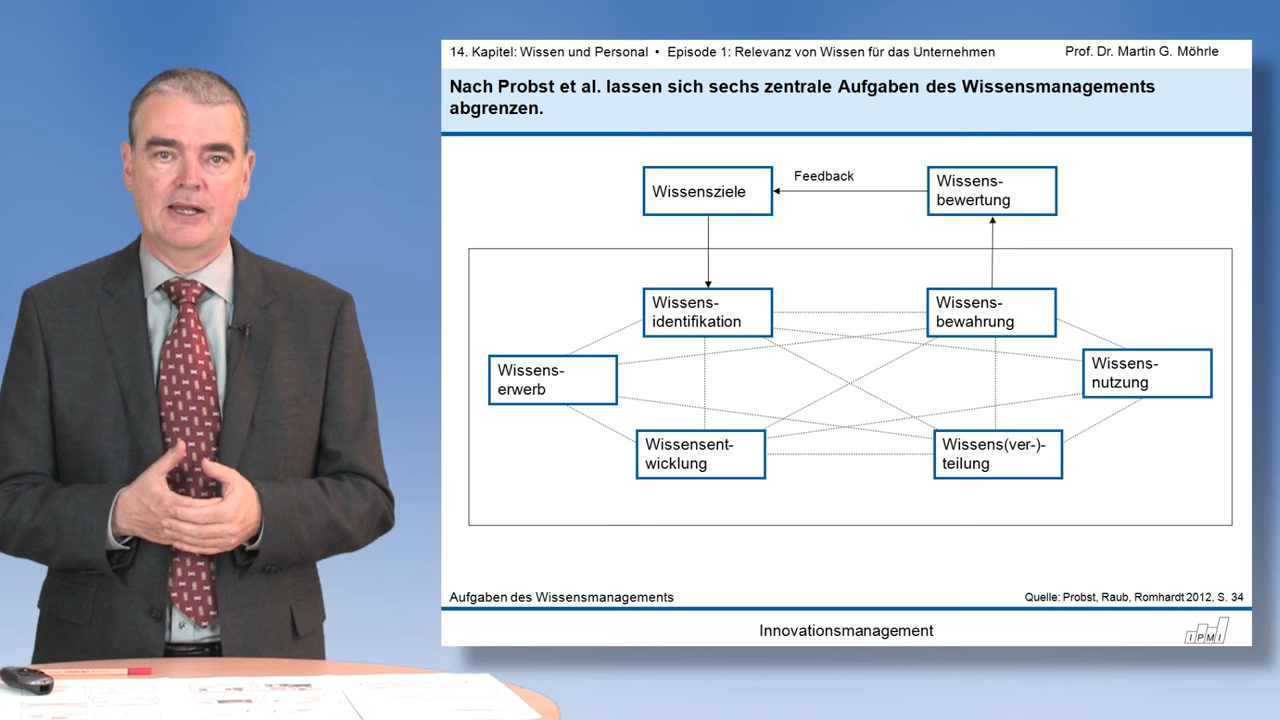 14. Kapitel: Wissen und Personal • Episode 1: Relevanz von Wissen für das Unternehmen Prof. Dr. Martin G. Möhrle
Nach Probst et al. lassen sich sechs zentrale Aufgaben des Wissensmanagements
abgrenzen.
Wissensziele
Feedback
Wissens-
bewertung
Wissens-
identifikation
Wissens-
bewahrung
Wissens-
erwerb
Wissens-
nutzung
Wissensent-
wicklung
Wissens(ver-)-
teilung
Aufgaben des Wissensmanagements
Quelle: Probst, Raub, Romhardt 2012, S. 34
Innovationsmanagement
IPMI